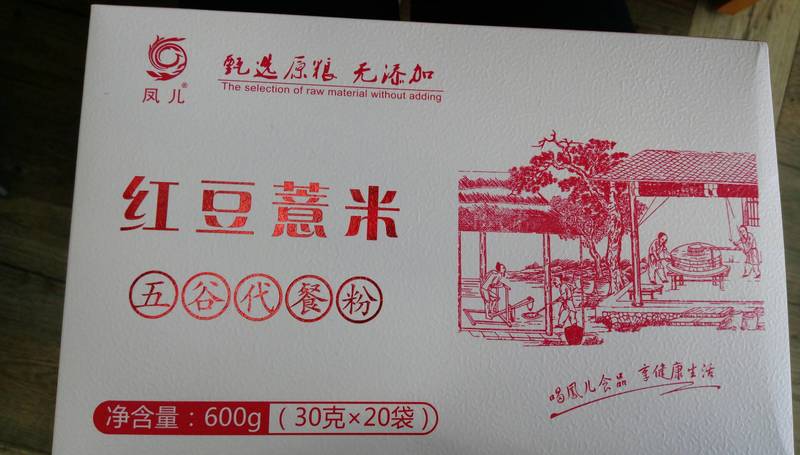 凤儿®
甄选原粮 无添加
The selection of raw material without adding
红豆薏米
五谷代餐粉
喝凤儿食品 享健康生活
净含量：600g（30克×20袋）